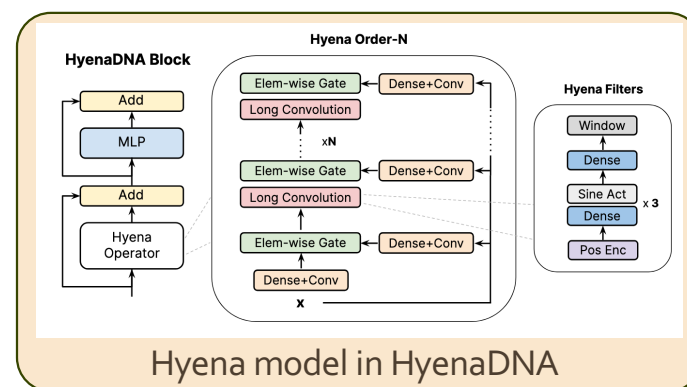 HyenaDNA Block
Add
MLP
Add
Hyena
Operator
Hyena Order-N
Elem-wise Gate
Dense+Conv
Long Convolution
xN
Elem-wise Gate
Dense+Conv
Long Convolution
Elem-wise Gate
Dense+Conv
Dense+Conv
x
Hyena Filters
Window
Dense
Sine Act
x 3
Dense
Pos Enc
Hyena model in HyenaDNA